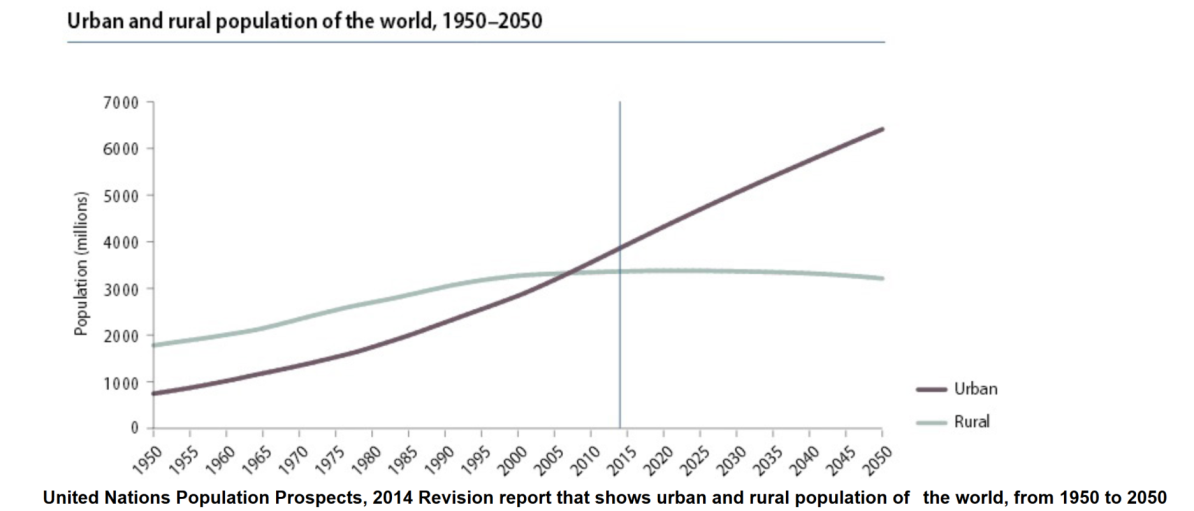 Urban and rural population of the world, 1950–2050
7000
6000
5000
4000
3000
2000
1000
0
Population (millions)
1950 1955 1960 1965 1970 1975 1980 1985 1990 1995 2000 2005 2010 2015 2020 2025 2030 2035 2040 2045 2050
Urban
Rural
United Nations Population Prospects, 2014 Revision report that shows urban and rural population of the world, from 1950 to 2050